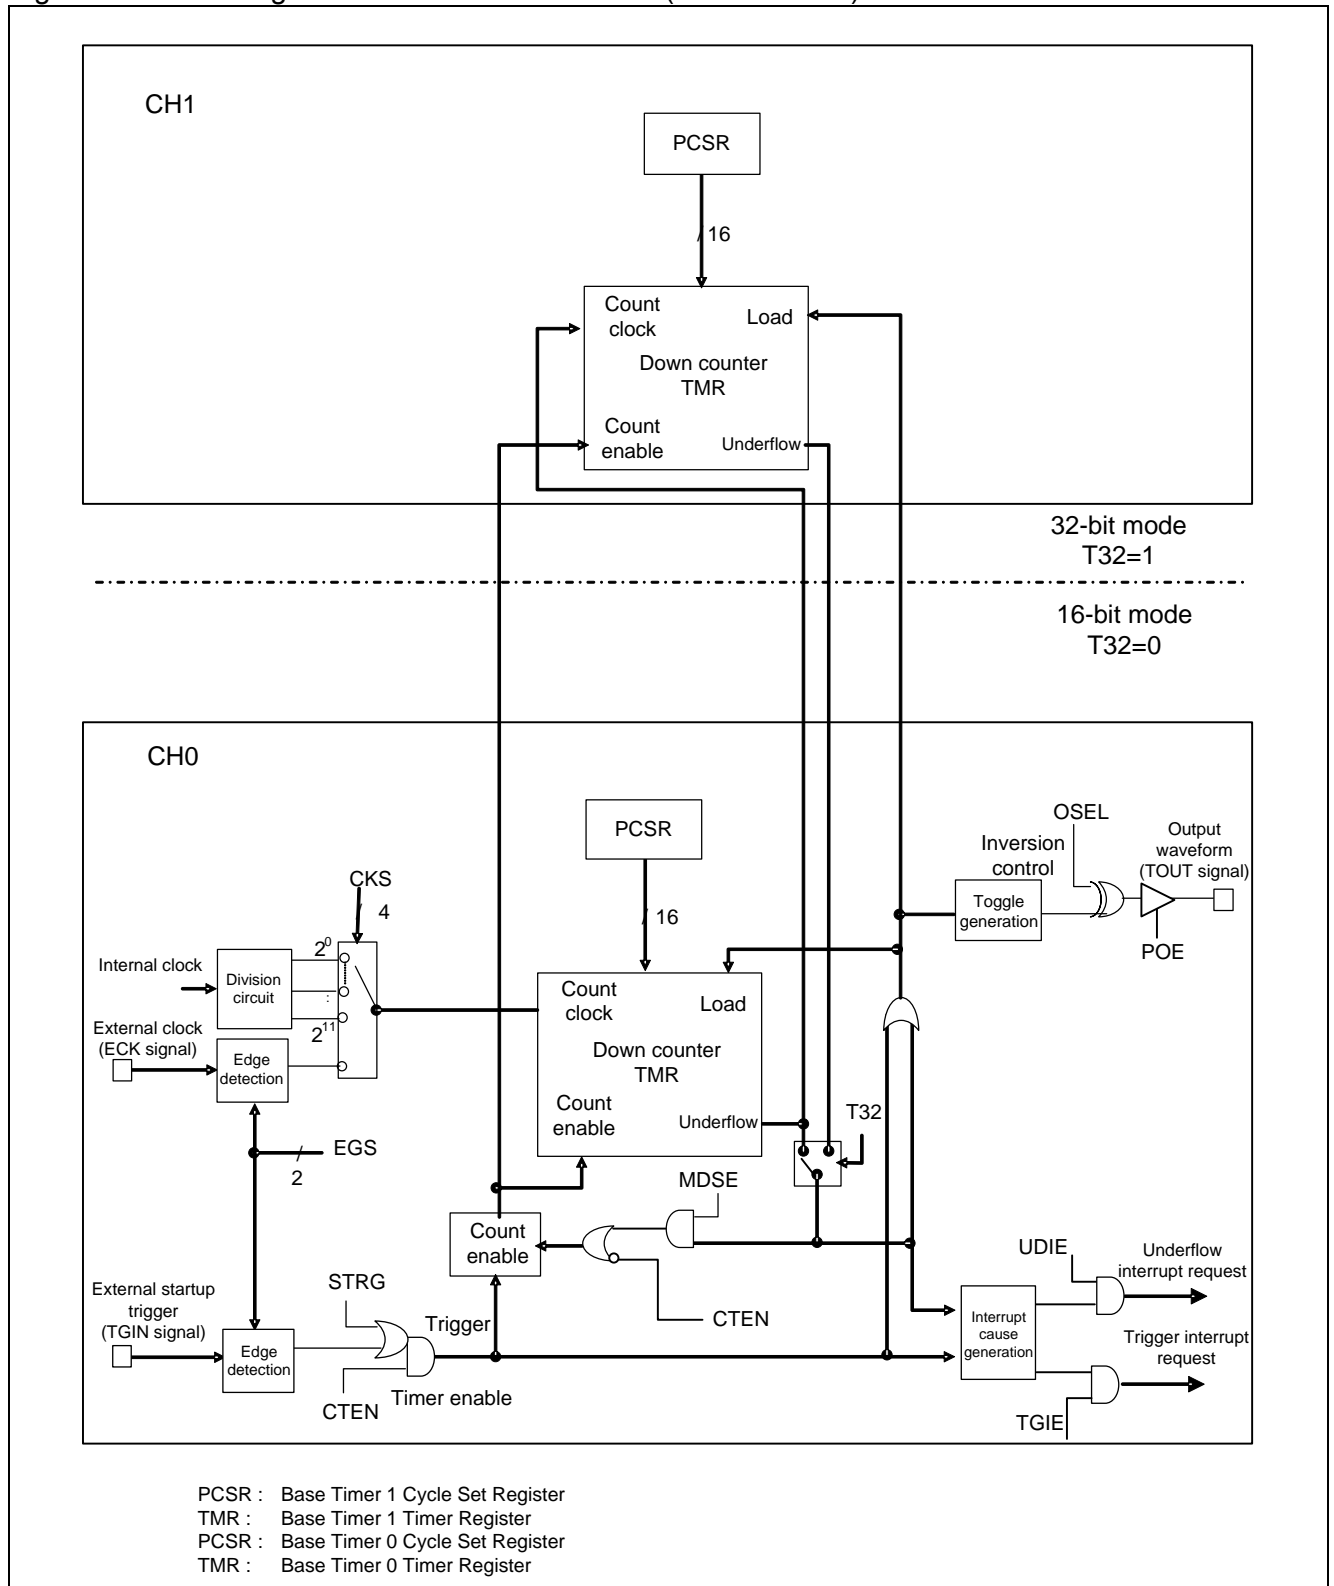 CH1
PCSR
16
Count
clock
Load
Down counter
TMR
Count
enable
Underflow
32-bit mode
T32=1
16-bit mode
T32=0
CH0
PCSR
16
CKS
4
OSEL
Inversion
control
Output
waveform
(TOUT signal)
Toggle
generation
POE
Internal clock
Division
circuit
2^0
:
2^11
External clock
(ECK signal)
Edge
detection
Count
clock
Load
Down counter
TMR
Count
enable
Underflow
T32
EGS
2
MDSE
Count
enable
CTEN
UDIE
Underflow
interrupt request
External startup
trigger
(TGIN signal)
STRG
Trigger
Edge
detection
CTEN
Timer enable
Interrupt
cause
generation
Trigger interrupt
request
TGIE
PCSR : Base Timer 1 Cycle Set Register
TMR : Base Timer 1 Timer Register
PCSR : Base Timer 0 Cycle Set Register
TMR : Base Timer 0 Timer Register